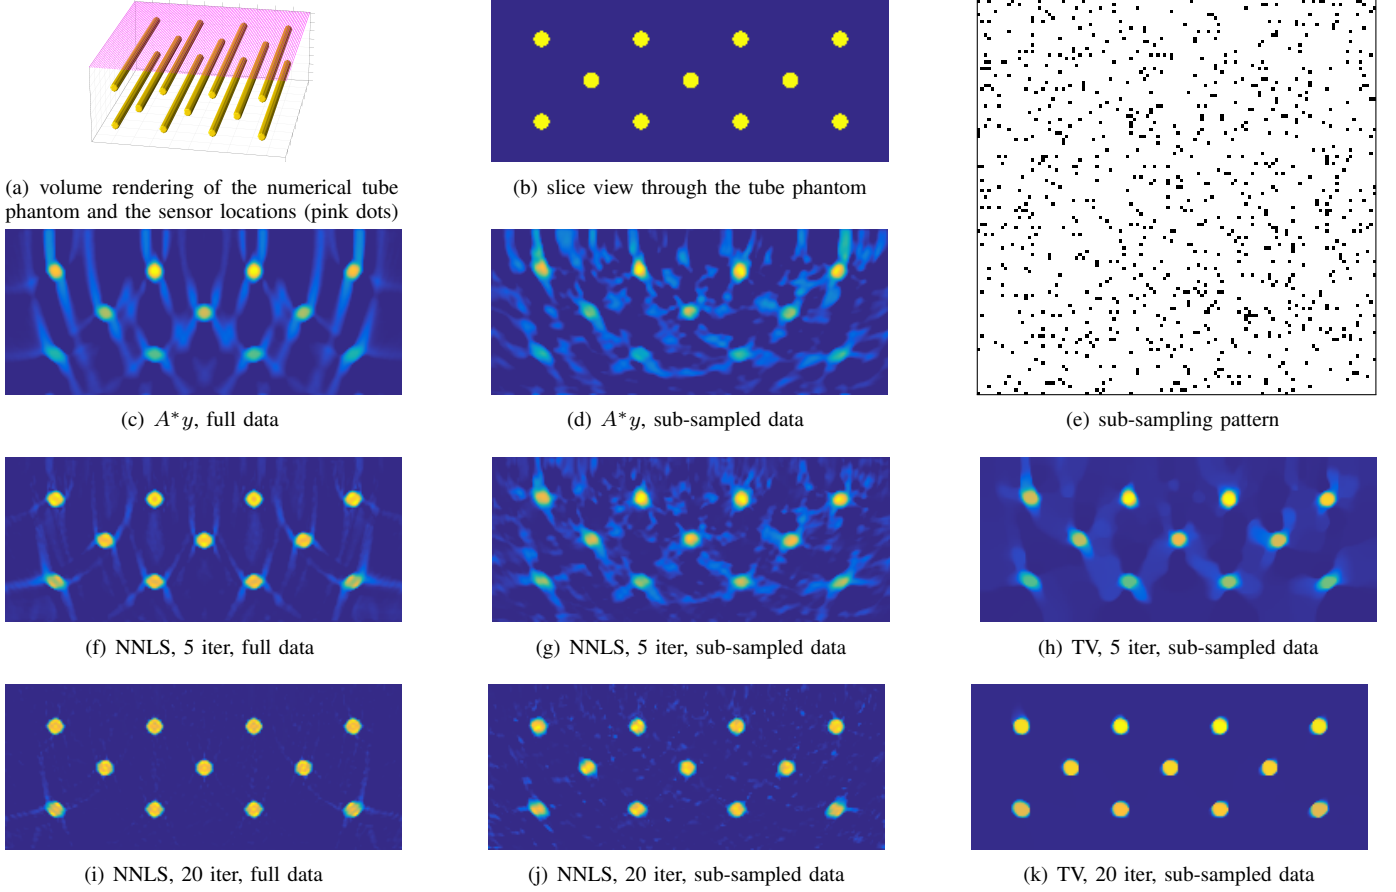 (a) volume rendering of the numerical tube
phantom and the sensor locations (pink dots)
(b) slice view through the tube phantom
(c) A*y, full data
(d) A*y, sub-sampled data
(e) sub-sampling pattern
(f) NNLS, 5 iter, full data
(g) NNLS, 5 iter, sub-sampled data
(h) TV, 5 iter, sub-sampled data
(i) NNLS, 20 iter, full data
(j) NNLS, 20 iter, sub-sampled data
(k) TV, 20 iter, sub-sampled data